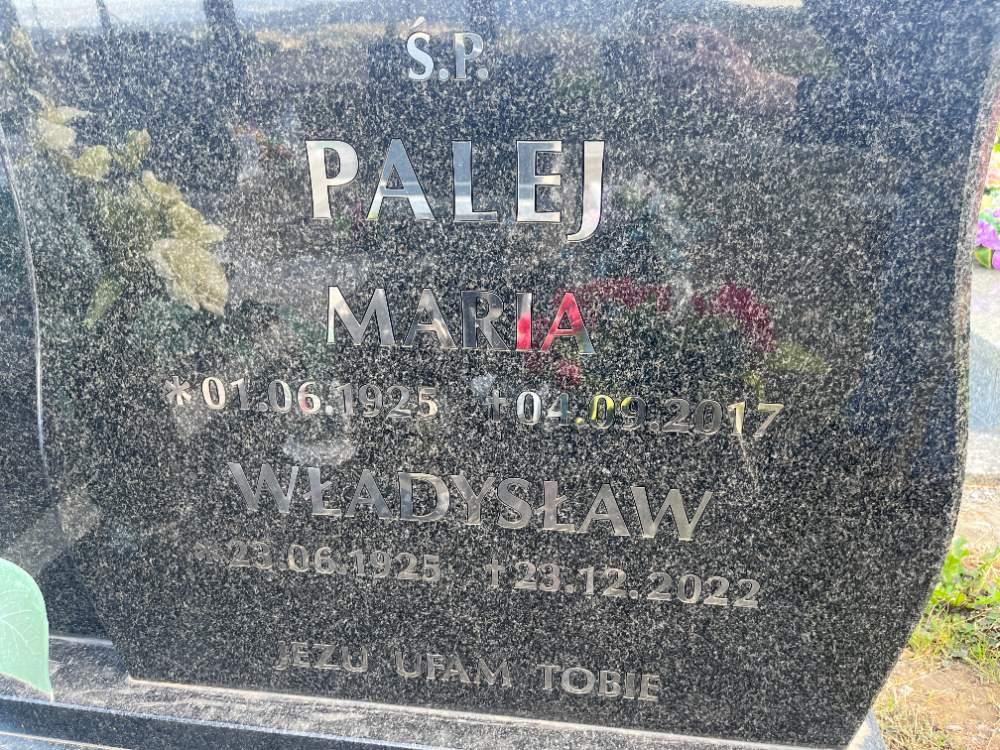 Ś.P.
PALEJ
MARIA
*01.06.1925 †04.09.2017
WŁADYSŁAW
*23.06.1925 †23.12.2022
JEZU UFAM TOBIE